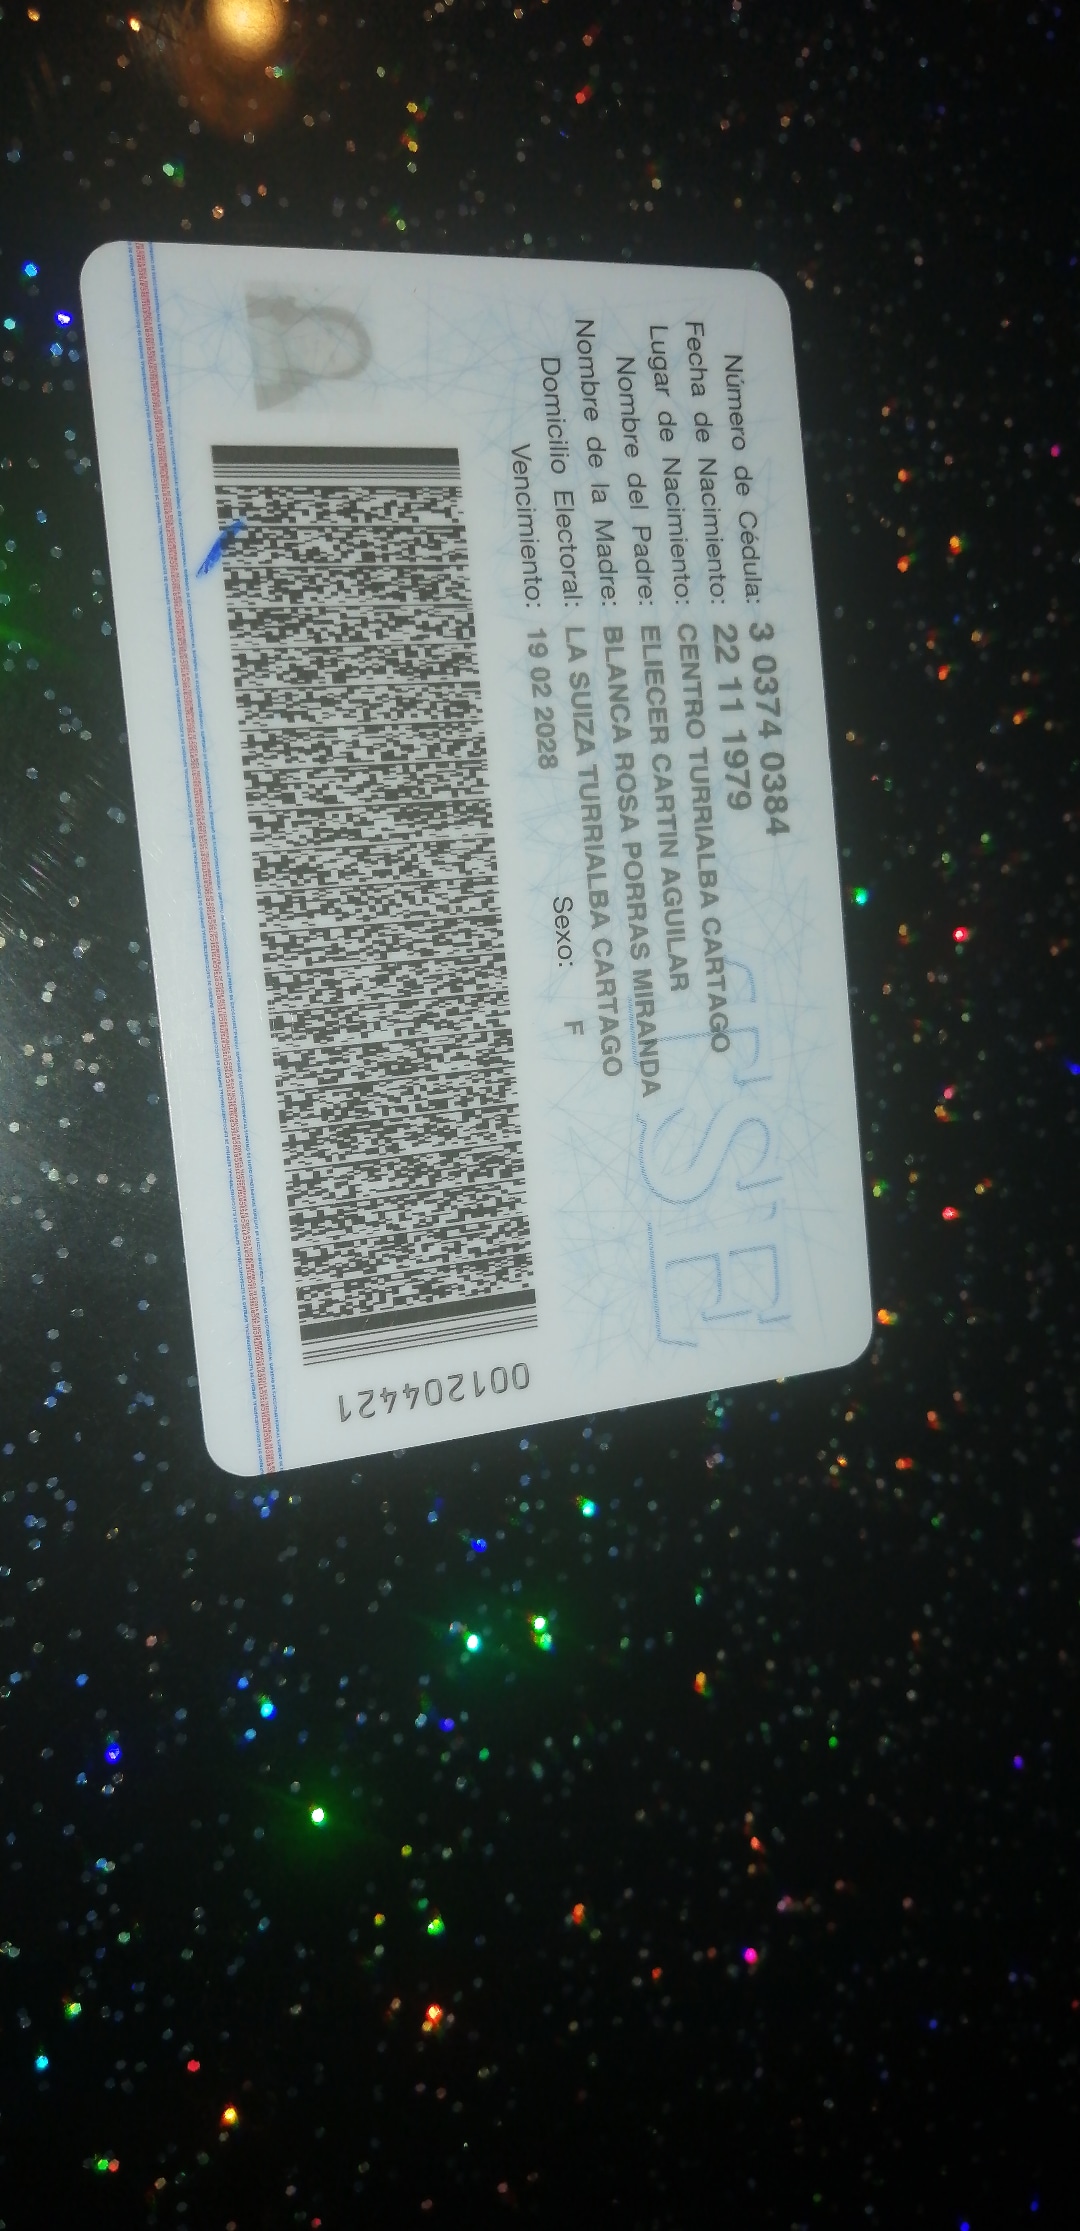 Número de Cédula: 3 0374 0384
Fecha de Nacimiento: 22 11 1979
Lugar de Nacimiento: CENTRO TURRIALBA CARTAGO
Nombre del Padre: ELIECER CARTIN AGUILAR
Nombre de la Madre: BLANCA ROSA PORRAS MIRANDA
Domicilio Electoral: LA SUIZA TURRIALBA CARTAGO
Vencimiento: 19 02 2028 Sexo: F
TSE
001204421